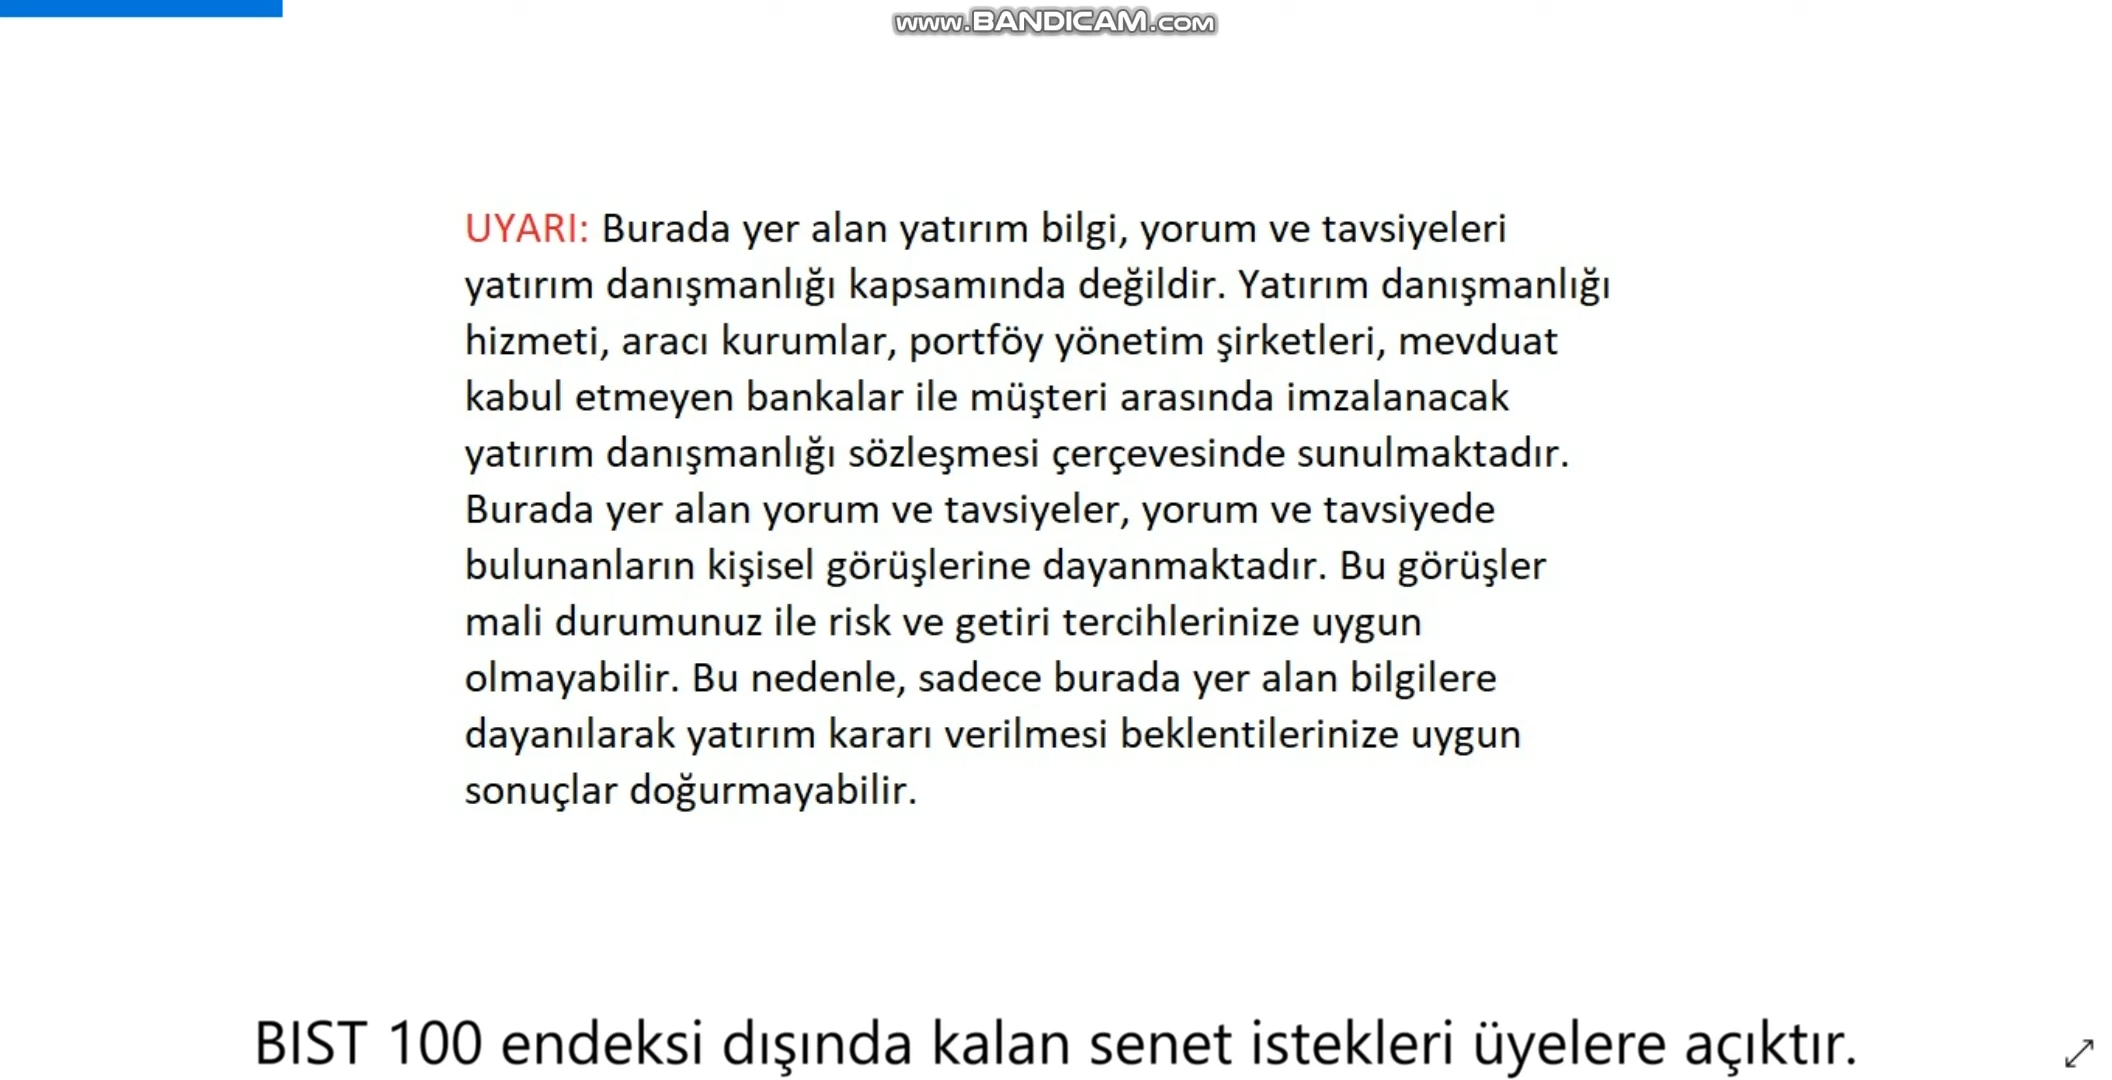 www.BANDICAM.com
UYARI: Burada yer alan yatırım bilgi, yorum ve tavsiyeleri
yatırım danışmanlığı kapsamında değildir. Yatırım danışmanlığı
hizmeti, aracı kurumlar, portföy yönetim şirketleri, mevduat
kabul etmeyen bankalar ile müşteri arasında imzalanacak
yatırım danışmanlığı sözleşmesi çerçevesinde sunulmaktadır.
Burada yer alan yorum ve tavsiyeler, yorum ve tavsiyede
bulunanların kişisel görüşlerine dayanmaktadır. Bu görüşler
mali durumunuz ile risk ve getiri tercihlerinize uygun
olmayabilir. Bu nedenle, sadece burada yer alan bilgilere
dayanılarak yatırım kararı verilmesi beklentilerinize uygun
sonuçlar doğurmayabilir.
BIST 100 endeksi dışında kalan senet istekleri üyelere açıktır.